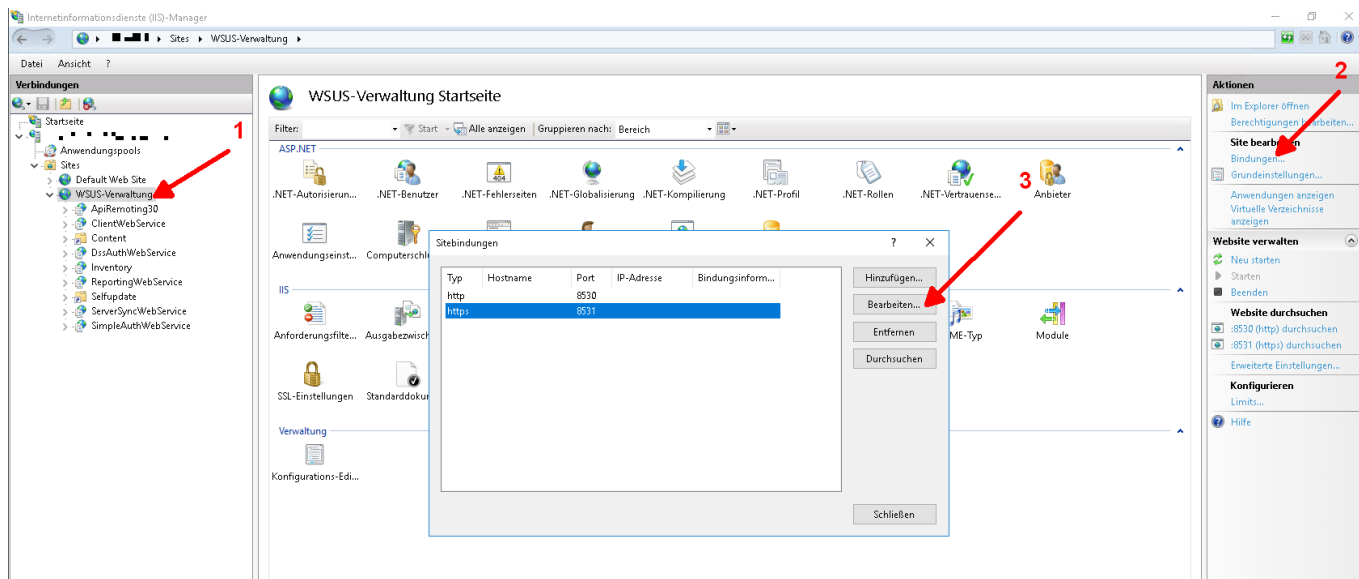 Internetinformationsdienste (IIS)-Manager
Sites
WSUS-Verwaltung
Datei Ansicht ?
Verbindungen
Startseite
Anwendungspools
Sites
Default Web Site
WSUS-Verwaltung
ApiRemoting30
ClientWebService
Content
DssAuthWebService
Inventory
ReportingWebService
Selfupdate
ServerSyncWebService
SimpleAuthWebService
1
WSUS-Verwaltung Startseite
Filter: Start Alle anzeigen Gruppieren nach: Bereich
ASP.NET
.NET-Autorisierun... .NET-Benutzer .NET-Fehlerseiten .NET-Globalisierung .NET-Kompilierung .NET-Profil .NET-Rollen .NET-Vertrauense... Anbieter
404
3
Anwendungseinst... Computerschl
IIS
Anforderungsfilte... Ausgabezwisch ME-Typ Module
SSL-Einstellungen Standarddokur
Verwaltung
Konfigurations-Edi...
Sitebindungen ?
Typ Hostname Port IP-Adresse Bindungsinform...
http 8530
https 8531
Hinzufügen...
Bearbeiten...
Entfernen
Durchsuchen
Schließen
Aktionen
2
Im Explorer öffnen
Berechtigungen bearbeiten...
Site bearbeiten
Bindungen...
Grundeinstellungen...
Anwendungen anzeigen
Virtuelle Verzeichnisse
anzeigen
Website verwalten
Neu starten
Starten
Beenden
Website durchsuchen
:8530 (http) durchsuchen
:8531 (https) durchsuchen
Erweiterte Einstellungen...
Konfigurieren
Limits...
Hilfe